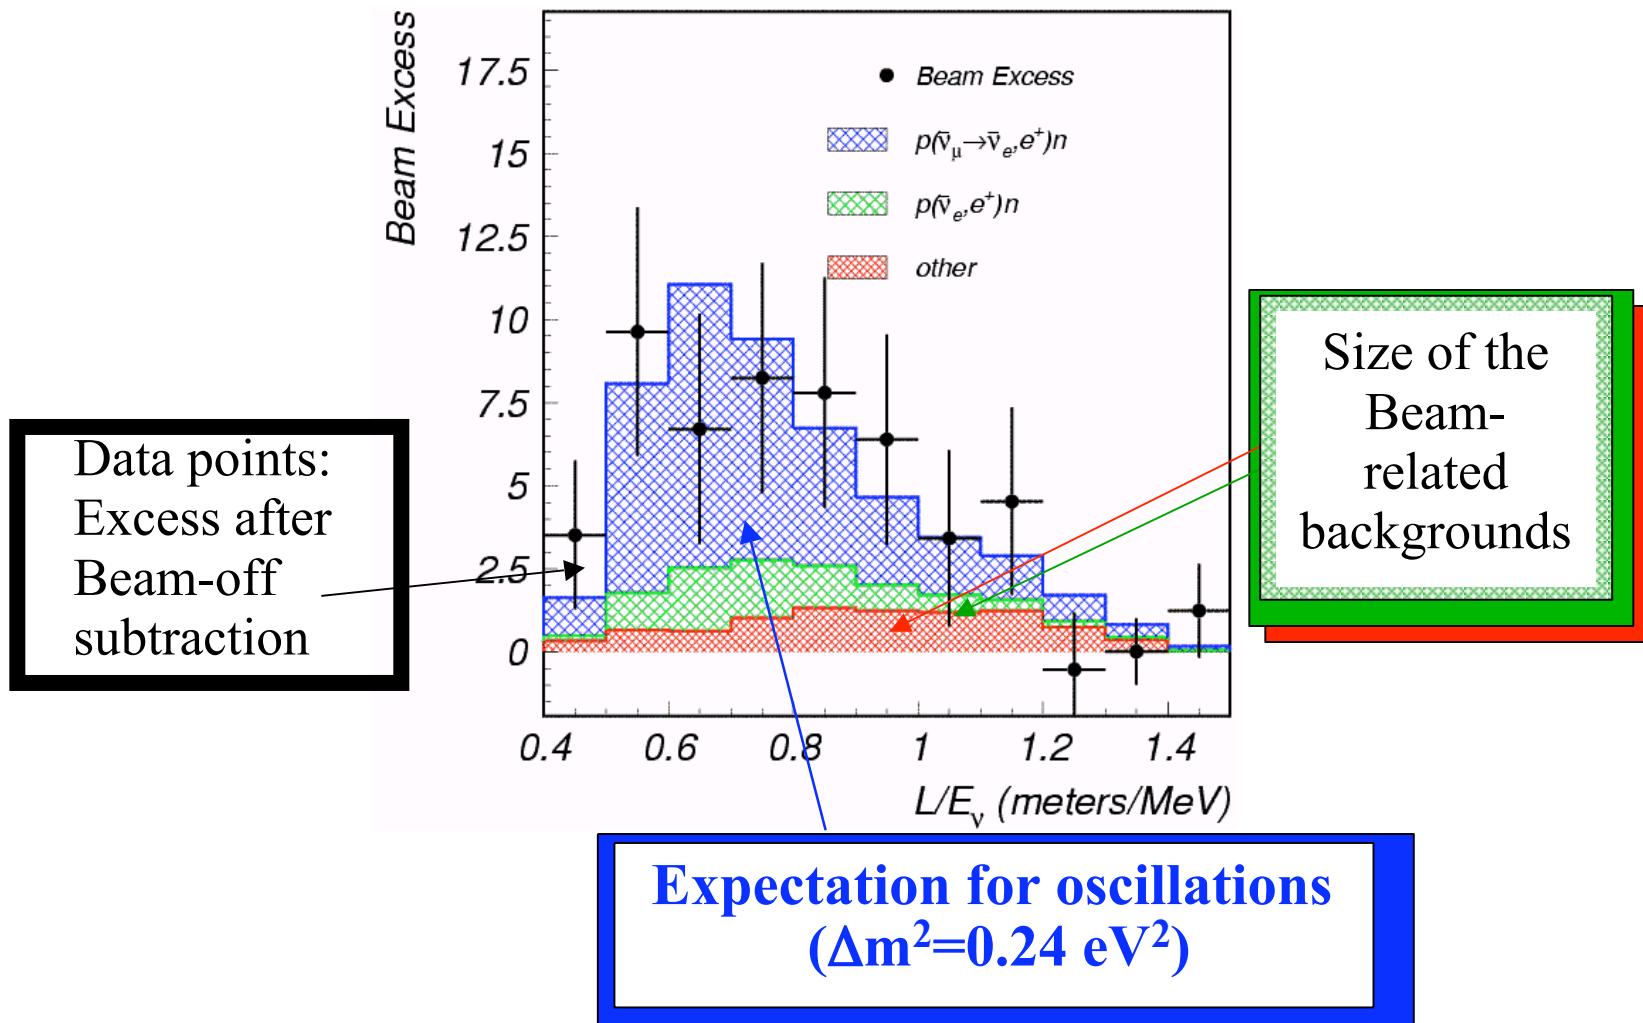 Beam Excess
17.5
15
12.5
10
7.5
5
2.5
0
Beam Excess
p(ν̄μ→ν̄e,e⁺)n
p(ν̄e,e⁺)n
other
0.4 0.6 0.8 1 1.2 1.4
L/Eν (meters/MeV)
Data points:
Excess after
Beam-off
subtraction
Size of the
Beam-
related
backgrounds
Expectation for oscillations
(Δm²=0.24 eV²)